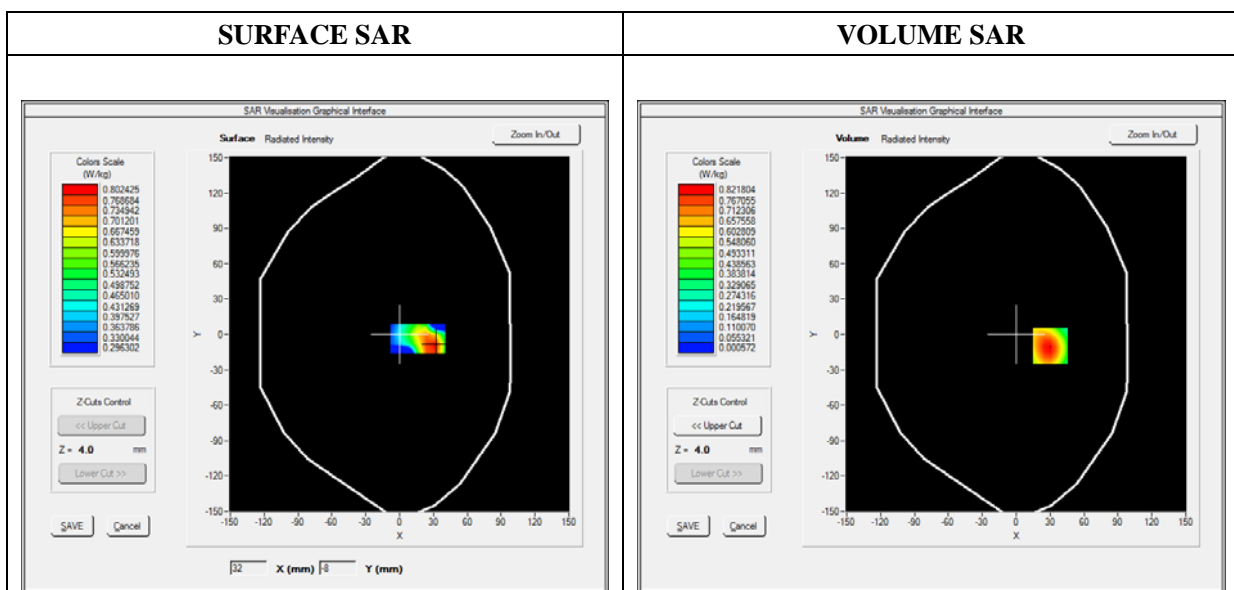 SURFACE SAR
VOLUME SAR
SAR Visualisation Graphical Interface
Surface Radiated Intensity
Zoom In/Out
Colors Scale
(W/kg)
0.802425
0.768684
0.734942
0.701201
0.667459
0.633718
0.599976
0.566235
0.532493
0.498752
0.465010
0.431269
0.397527
0.363786
0.330044
0.296302
Z-Cuts Control
<< Upper Cut
Z = 4.0 mm
Lower Cut >>
SAVE Cancel
150
120
90
60
30
0
-30
-60
-90
-120
-150
Y
-150 -120 -90 -60 -30 0 30 60 90 120 150
X
32 X (mm) -8 Y (mm)
SAR Visualisation Graphical Interface
Volume Radiated Intensity
Zoom In/Out
Colors Scale
(W/kg)
0.821804
0.767055
0.712306
0.657558
0.602809
0.548060
0.493311
0.438563
0.383814
0.329065
0.274316
0.219567
0.164819
0.110070
0.055321
0.000572
Z-Cuts Control
<< Upper Cut
Z = 4.0 mm
Lower Cut >>
SAVE Cancel
150
120
90
60
30
0
-30
-60
-90
-120
-150
Y
-150 -120 -90 -60 -30 0 30 60 90 120 150
X